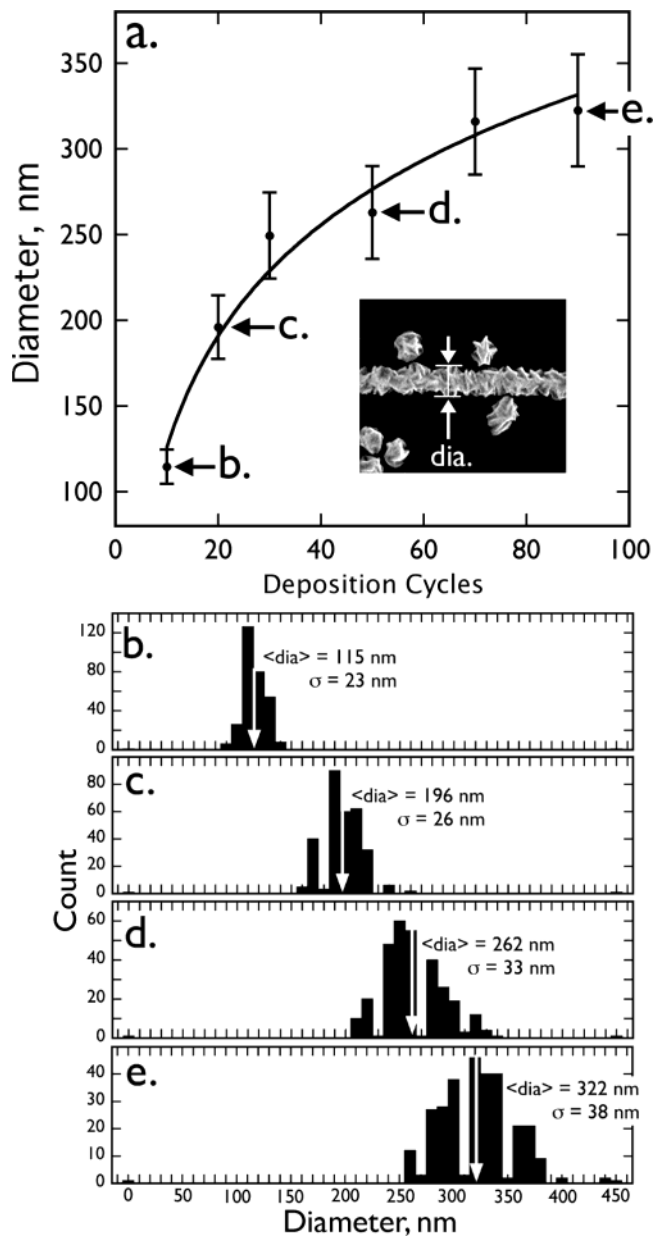 a.
Diameter, nm
350
300
250
200
150
100
e.
d.
c.
b.
dia.
0 20 40 60 80 100
Deposition Cycles
b.
120
80
40
0
<dia> = 115 nm
σ = 23 nm
c.
80
60
40
20
0
<dia> = 196 nm
σ = 26 nm
Count
d.
60
40
20
0
<dia> = 262 nm
σ = 33 nm
e.
40
30
20
10
0
<dia> = 322 nm
σ = 38 nm
0 50 100 150 200 250 300 350 400 450
Diameter, nm